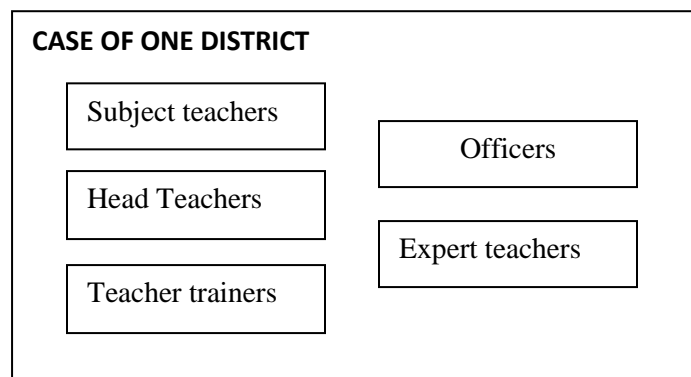 CASE OF ONE DISTRICT
Subject teachers
Head Teachers
Teacher trainers
Officers
Expert teachers